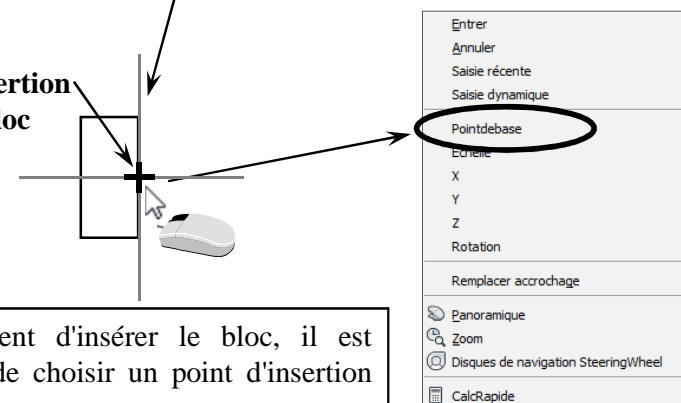 ertion
loc
Entrer
Annuler
Saisie récente
Saisie dynamique
Pointdebase
Echelle
X
Y
Z
Rotation
Remplacer accrochage
Panoramique
Zoom
Disques de navigation SteeringWheel
CalcRapide
ent d'insérer le bloc, il est
de choisir un point d'insertion